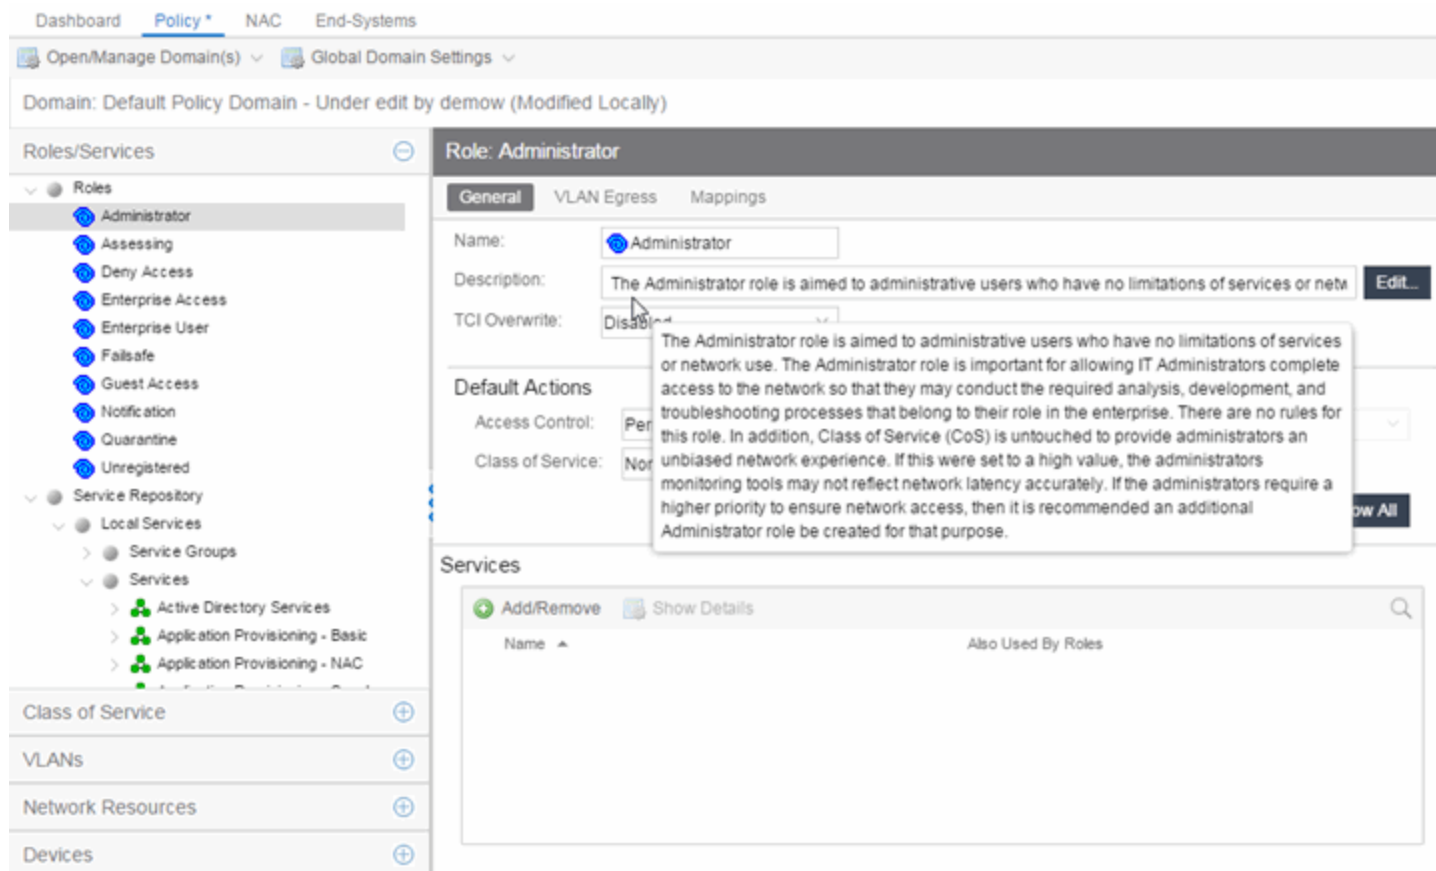 Dashboard Policy * NAC End-Systems
Open/Manage Domain(s) Global Domain Settings
Domain: Default Policy Domain - Under edit by demow (Modified Locally)
Roles/Services
Roles
Administrator
Assessing
Deny Access
Enterprise Access
Enterprise User
Failsafe
Guest Access
Notification
Quarantine
Unregistered
Service Repository
Local Services
Service Groups
Services
Active Directory Services
Application Provisioning - Basic
Application Provisioning - NAC
Class of Service
VLANs
Network Resources
Devices
Role: Administrator
General VLAN Egress Mappings
Name: Administrator
Description: The Administrator role is aimed to administrative users who have no limitations of services or netw Edit...
TCI Overwrite: Disabled
The Administrator role is aimed to administrative users who have no limitations of services
or network use. The Administrator role is important for allowing IT Administrators complete
access to the network so that they may conduct the required analysis, development, and
troubleshooting processes that belong to their role in the enterprise. There are no rules for
this role. In addition, Class of Service (CoS) is untouched to provide administrators an
unbiased network experience. If this were set to a high value, the administrators
monitoring tools may not reflect network latency accurately. If the administrators require a
higher priority to ensure network access, then it is recommended an additional
Administrator role be created for that purpose.
Default Actions
Access Control: Per
Class of Service: Nor
ow All
Services
Add/Remove Show Details
Name Also Used By Roles